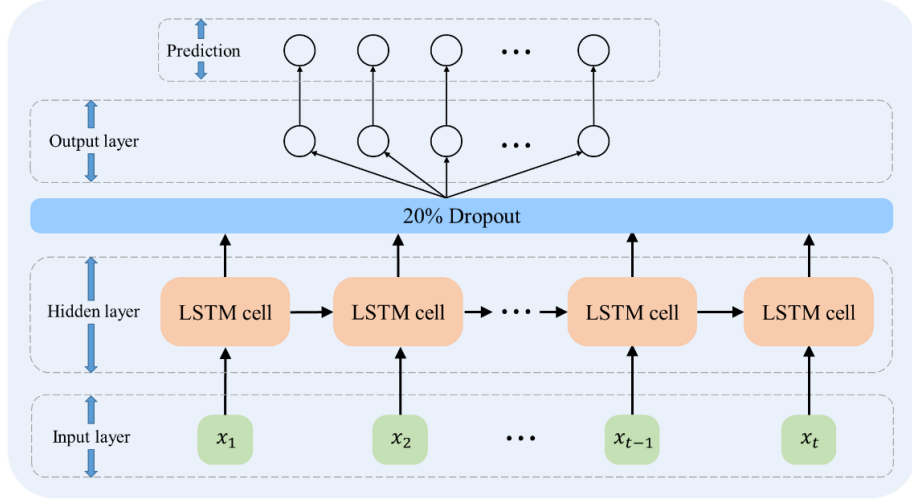 Prediction
...
Output layer
...
20% Dropout
Hidden layer
LSTM cell
LSTM cell
...
LSTM cell
LSTM cell
Input layer
x₁
x₂
...
xₜ₋₁
xₜ